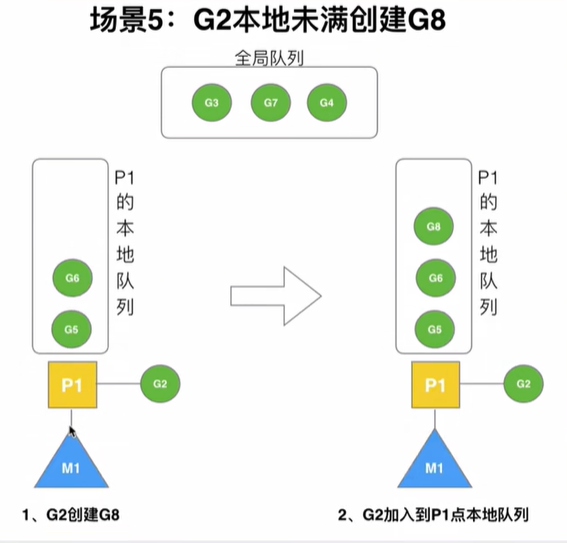 场景5：G2本地未满创建G8
全局队列
G3 G7 G4
P1的本地队列
G6
G5
P1
G2
M1
1、G2创建G8
P1的本地队列
G8
G6
G5
P1
G2
M1
2、G2加入到P1点本地队列